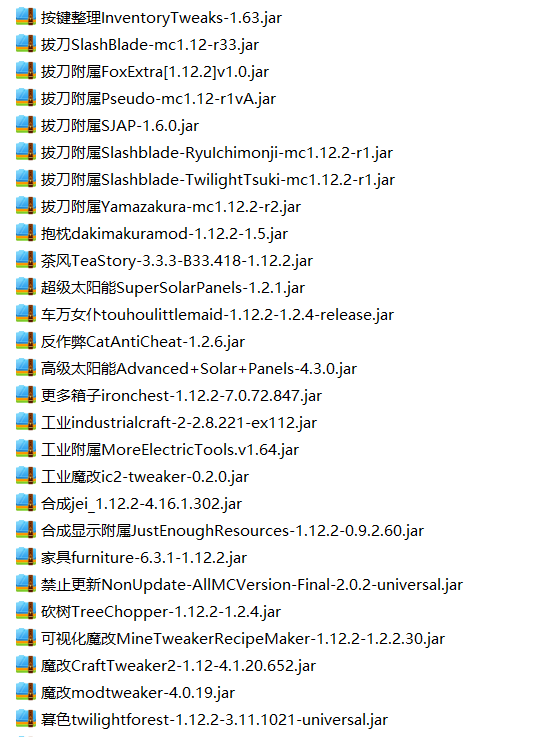 按键整理InventoryTweaks-1.63.jar
拔刀SlashBlade-mc1.12-r33.jar
拔刀附属FoxExtra[1.12.2]v1.0.jar
拔刀附属Pseudo-mc1.12-r1vA.jar
拔刀附属SJAP-1.6.0.jar
拔刀附属Slashblade-RyuIchimonji-mc1.12.2-r1.jar
拔刀附属Slashblade-TwilightTsuki-mc1.12.2-r1.jar
拔刀附属Yamazakura-mc1.12.2-r2.jar
抱枕dakimakuramod-1.12.2-1.5.jar
茶风TeaStory-3.3.3-B33.418-1.12.2.jar
超级太阳能SuperSolarPanels-1.2.1.jar
车万女仆touhoulittlemaid-1.12.2-1.2.4-release.jar
反作弊CatAntiCheat-1.2.6.jar
高级太阳能Advanced+Solar+Panels-4.3.0.jar
更多箱子ironchest-1.12.2-7.0.72.847.jar
工业industrialcraft-2-2.8.221-ex112.jar
工业附属MoreElectricTools.v1.64.jar
工业魔改ic2-tweaker-0.2.0.jar
合成jei_1.12.2-4.16.1.302.jar
合成显示附属JustEnoughResources-1.12.2-0.9.2.60.jar
家具furniture-6.3.1-1.12.2.jar
禁止更新NonUpdate-AllMCVersion-Final-2.0.2-universal.jar
砍树TreeChopper-1.12.2-1.2.4.jar
可视化魔改MineTweakerRecipeMaker-1.12.2-1.2.2.30.jar
魔改CraftTweaker2-1.12-4.1.20.652.jar
魔改modtweaker-4.0.19.jar
暮色twilightforest-1.12.2-3.11.1021-universal.jar